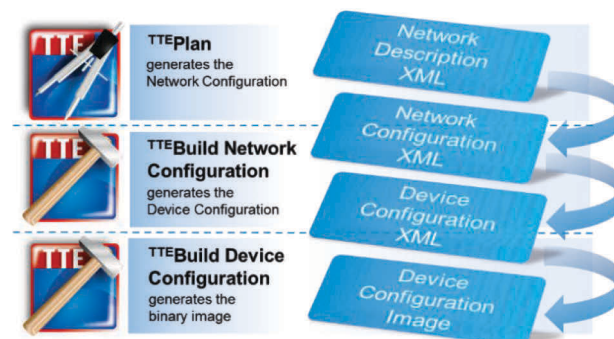 TTE
TTEPlan
generates the
Network Configuration
Network
Description
XML
TTE
TTEBuild Network
Configuration
generates the
Device Configuration
Network
Configuration
XML
Device
Configuration
XML
TTE
TTEBuild Device
Configuration
generates the
binary image
Device
Configuration
Image